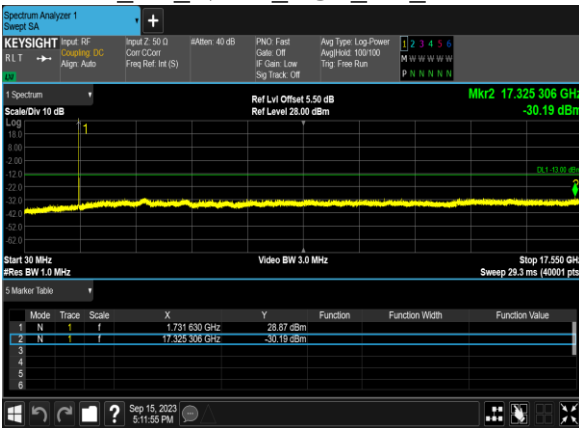 Spectrum Analyzer 1
Swept SA
+
KEYSIGHT Input: RF Input Z: 50 Ω #Atten: 40 dB PNO: Fast Avg Type: Log-Power 1 2 3 4 5 6
RLT Coupling: DC Corr CCorr Gate: Off Avg|Hold: 100/100 M W W W W W
Align: Auto Freq Ref: Int (S) IF Gain: Low Trig: Free Run P N N N N N
Sig Track: Off
1 Spectrum
Ref Lvl Offset 5.50 dB Mkr2 17.325 306 GHz
Scale/Div 10 dB Ref Level 28.00 dBm -30.19 dBm
Log
1
18.0
8.00
-2.00
-12.0 DL1 -13.00 dBm
-22.0
-32.0
-42.0
-52.0
-62.0
Start 30 MHz Video BW 3.0 MHz Stop 17.550 GHz
#Res BW 1.0 MHz Sweep 29.3 ms (40001 pts)
5 Marker Table
Mode Trace Scale X Y Function Function Width Function Value
1 N 1 f 1.731 630 GHz 28.87 dBm
2 N 1 f 17.325 306 GHz -30.19 dBm
3
4
5
6
? Sep 15, 2023
5:11:55 PM